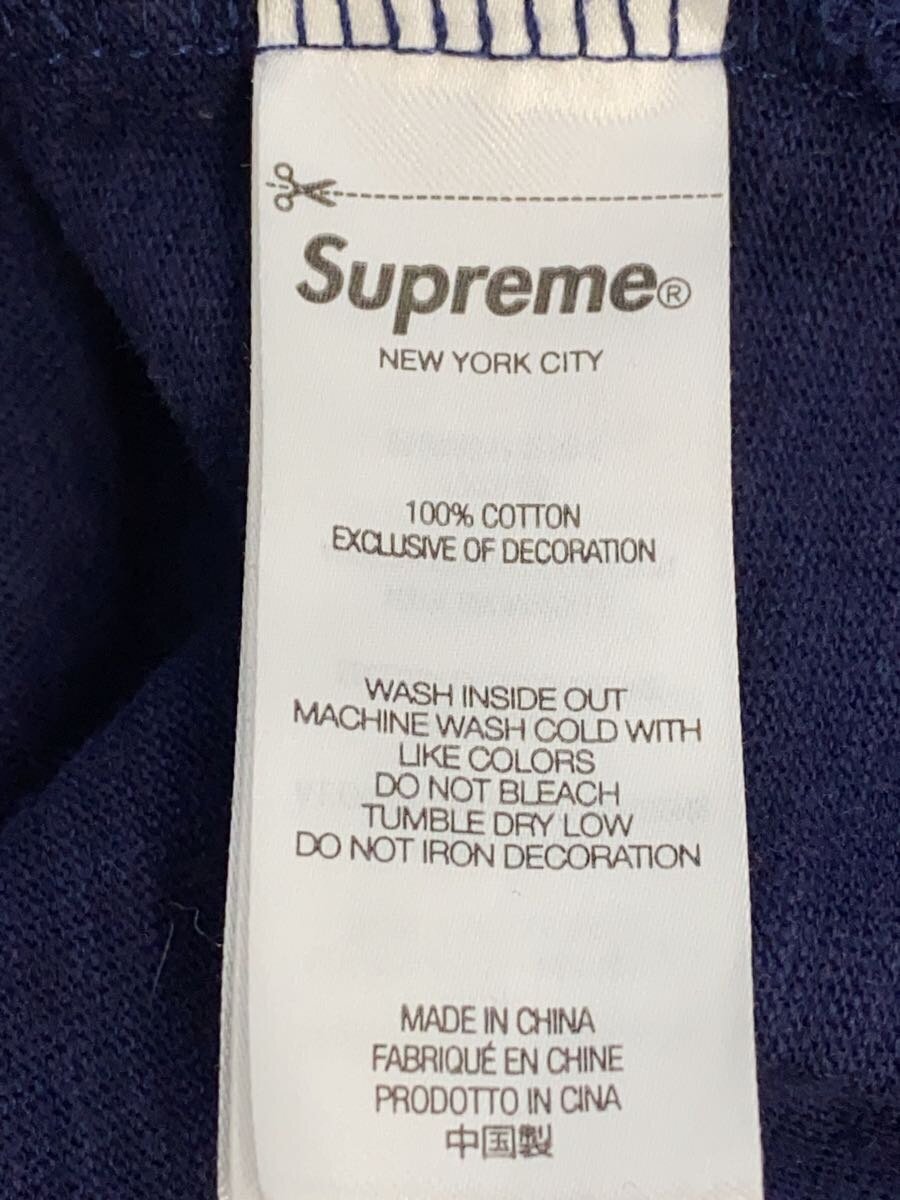 Supreme®
NEW YORK CITY
100% COTTON
EXCLUSIVE OF DECORATION
WASH INSIDE OUT
MACHINE WASH COLD WITH
LIKE COLORS
DO NOT BLEACH
TUMBLE DRY LOW
DO NOT IRON DECORATION
MADE IN CHINA
FABRIQUÉ EN CHINE
PRODOTTO IN CINA
中国製